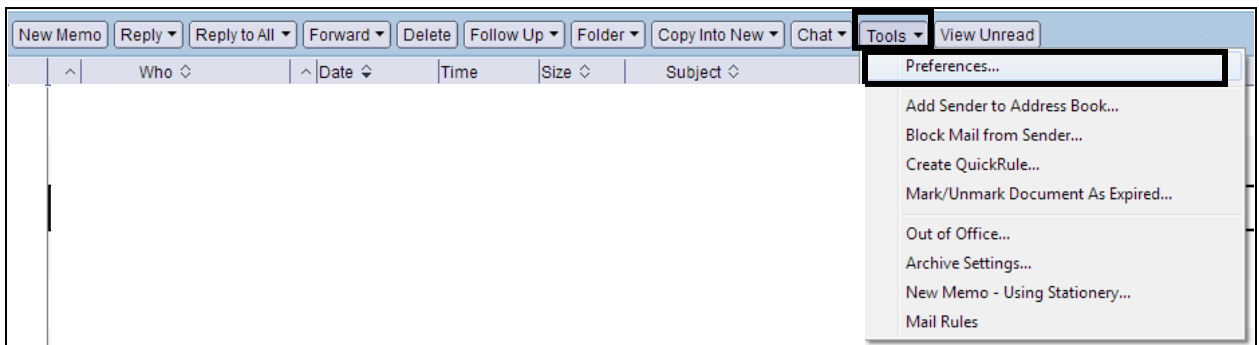 New Memo Reply Reply to All Forward Delete Follow Up Folder Copy Into New Chat Tools View Unread
Who Date Time Size Subject
Preferences...
Add Sender to Address Book...
Block Mail from Sender...
Create QuickRule...
Mark/Unmark Document As Expired...
Out of Office...
Archive Settings...
New Memo - Using Stationery...
Mail Rules